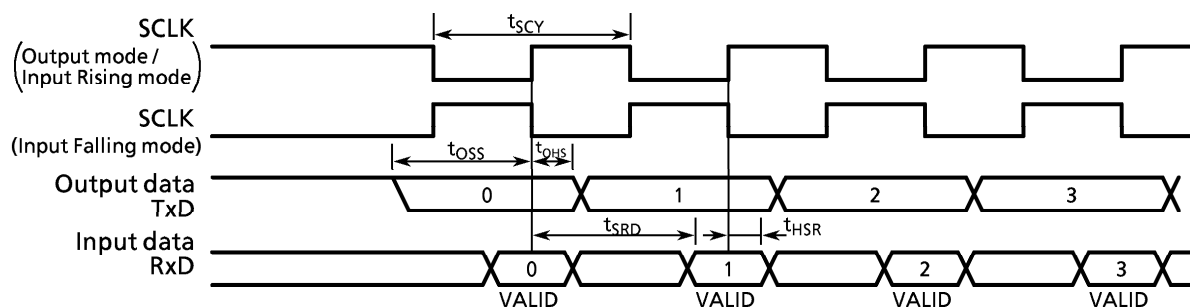 SCLK
(Output mode /
Input Rising mode)
tSCY
SCLK
(Input Falling mode)
tOSS
tOHS
Output data
TxD
0
1
2
3
tSRD
tHSR
Input data
RxD
0
1
2
3
VALID
VALID
VALID
VALID